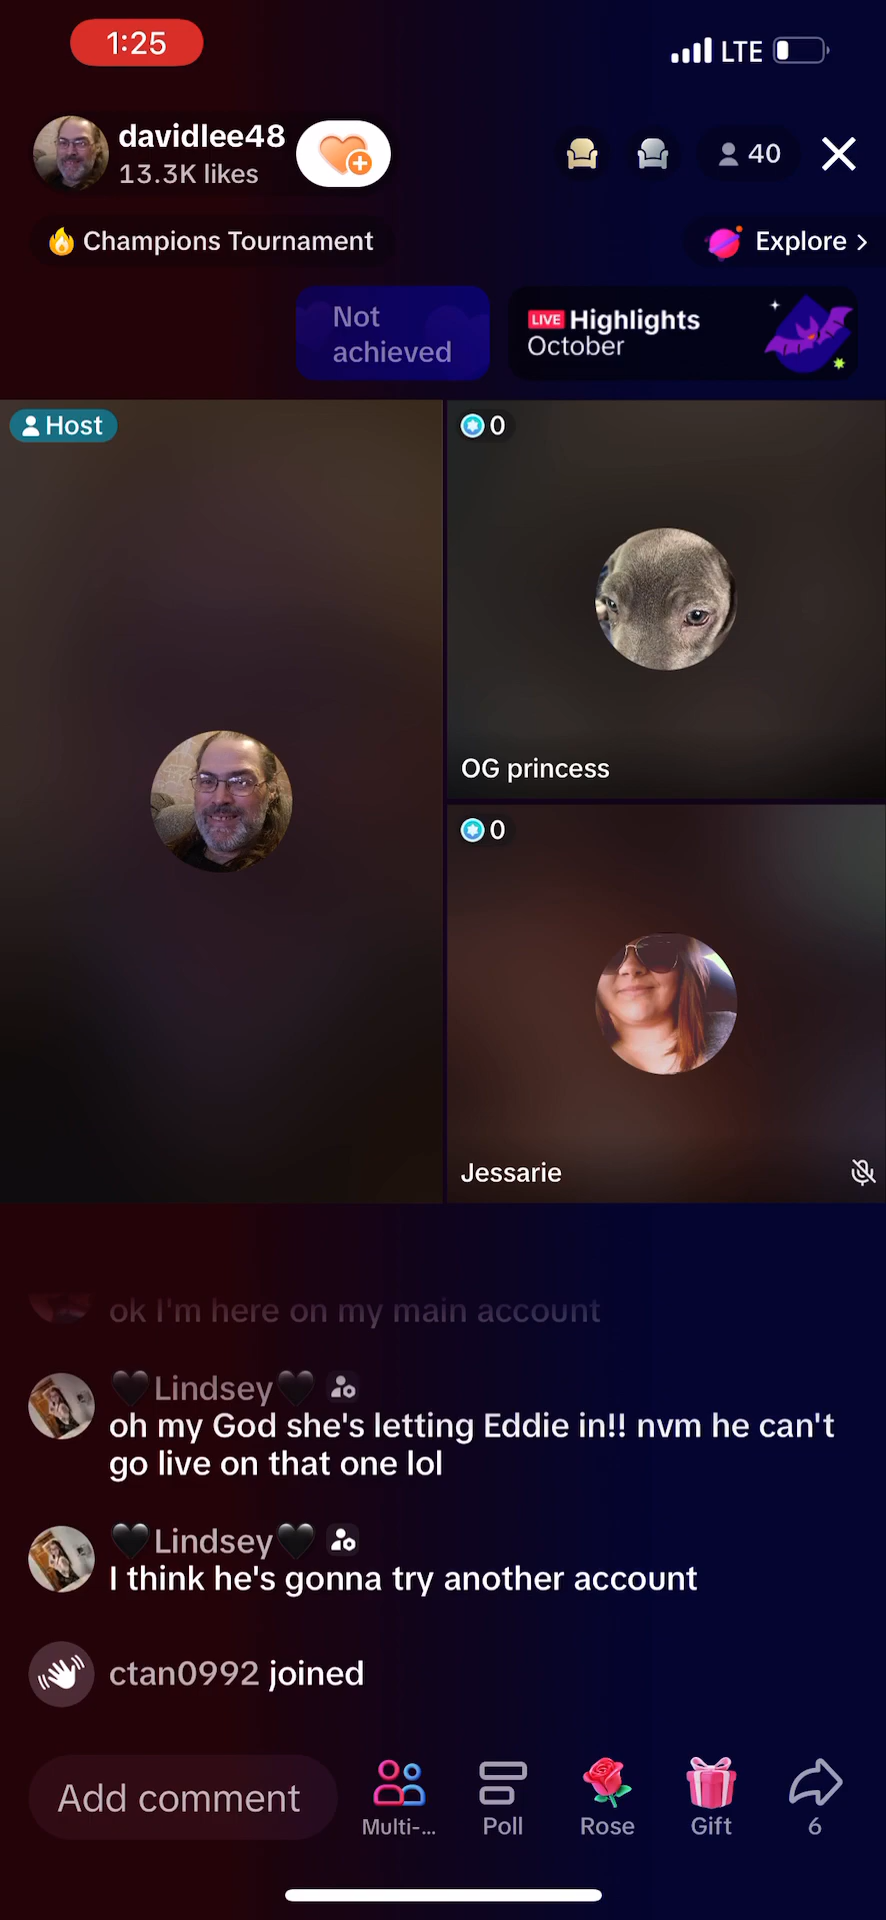 1:25
LTE
davidlee48
13.3K likes
40
Champions Tournament
Explore >
Not
achieved
LIVE Highlights
October
Host
0
OG princess
0
Jessarie
ok I'm here on my main account
🖤Lindsey🖤
oh my God she's letting Eddie in!! nvm he can't
go live on that one lol
🖤Lindsey🖤
I think he's gonna try another account
ctan0992 joined
Add comment
Multi-...
Poll
Rose
Gift
6